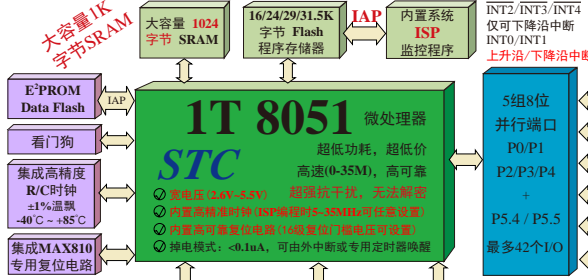 大容量1K
字节SRAM
大容量 1024
字节 SRAM
16/24/29/31.5K
字节 Flash
程序存储器
IAP
内置系统
ISP
监控程序
INT2/INT3/INT4
仅可下降沿中断
INT0/INT1
上升沿/下降沿中断
E²PROM
Data Flash
IAP
看门狗
集成高精度
R/C时钟
±1%温飘
-40℃～+85℃
集成MAX810
专用复位电路
1T 8051 微处理器
STC
超低功耗，超低价
高速(0-35M)，高可靠
超强抗干扰，无法解密
宽电压(2.6V~5.5V)
内置高精准时钟(ISP编程时5~35MHz可任意设置)
内置高可靠复位电路(16级复位门槛电压可设置)
掉电模式：<0.1uA，可由外中断或专用定时器唤醒
5组8位
并行端口
P0/P1
P2/P3/P4
+
P5.4 / P5.5
最多42个I/O